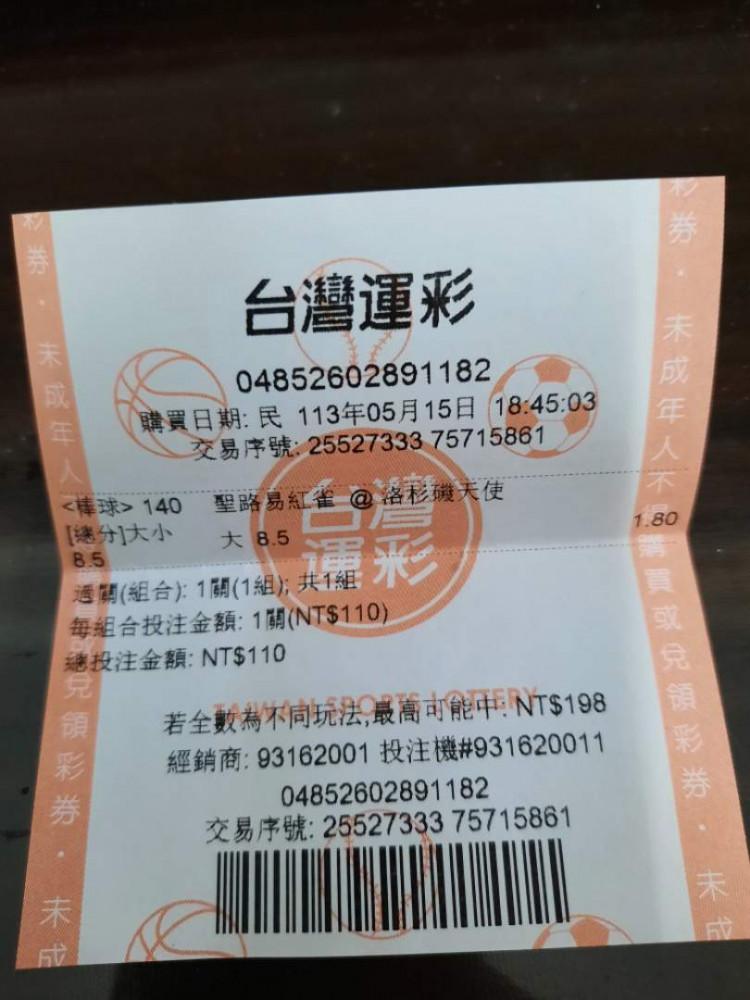 台灣運彩
04852602891182
購買日期: 民 113年05月15日 18:45:03
交易序號: 25527333 75715861
<棒球> 140 聖路易紅雀 @ 洛杉磯天使
[總分]大小 大 8.5 1.80
8.5
過關(組合): 1關(1組); 共1組
每組合投注金額: 1關(NT$110)
總投注金額: NT$110
台灣運彩
TAIWAN SPORTS LOTTERY
若全數為不同玩法,最高可能中: NT$198
經銷商: 93162001 投注機#931620011
04852602891182
交易序號: 25527333 75715861
彩券・未成年人
兌領彩券・未成
彩券・未成年人不得購買或兌領彩券・未成